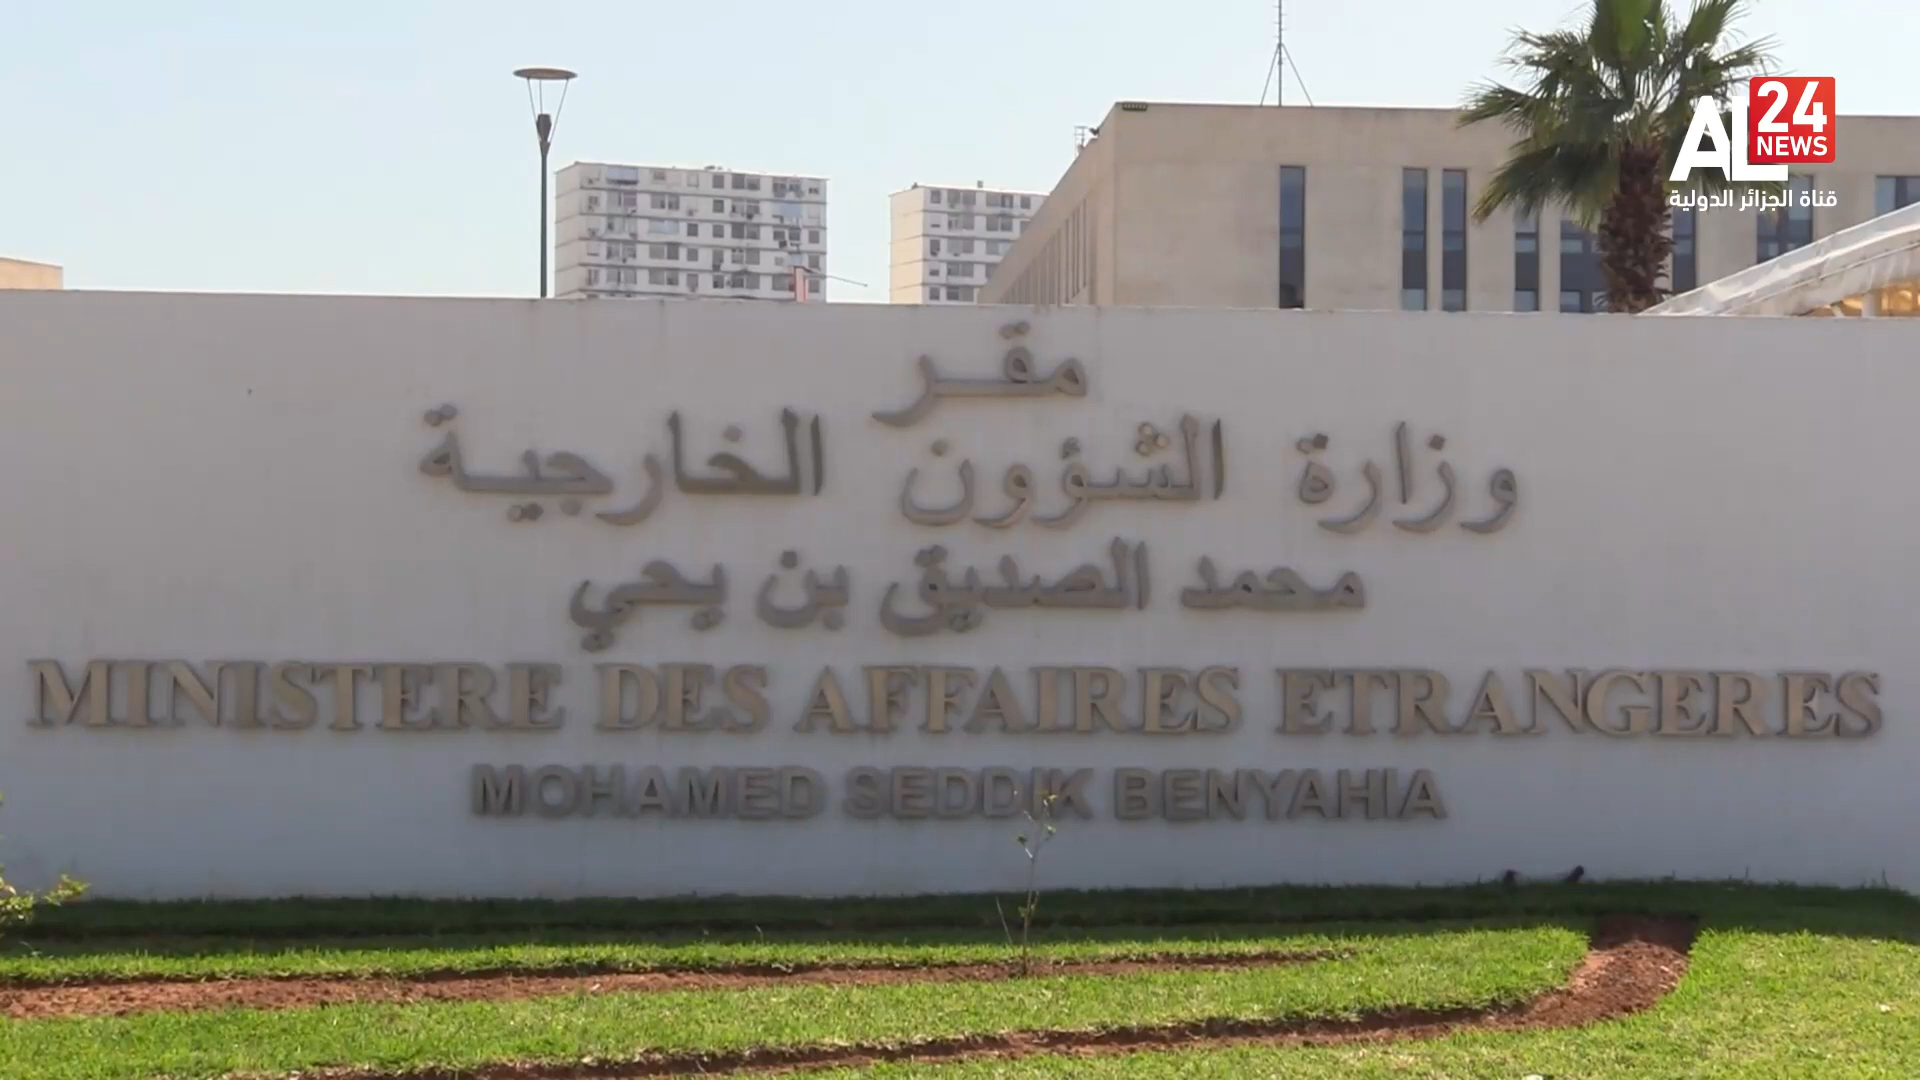 AL
24
NEWS
قناة الجزائر الدولية
مقر
وزارة الشؤون الخارجية
محمد الصديق بن يحي
MINISTERE DES AFFAIRES ETRANGERES
MOHAMED SEDDIK BENYAHIA